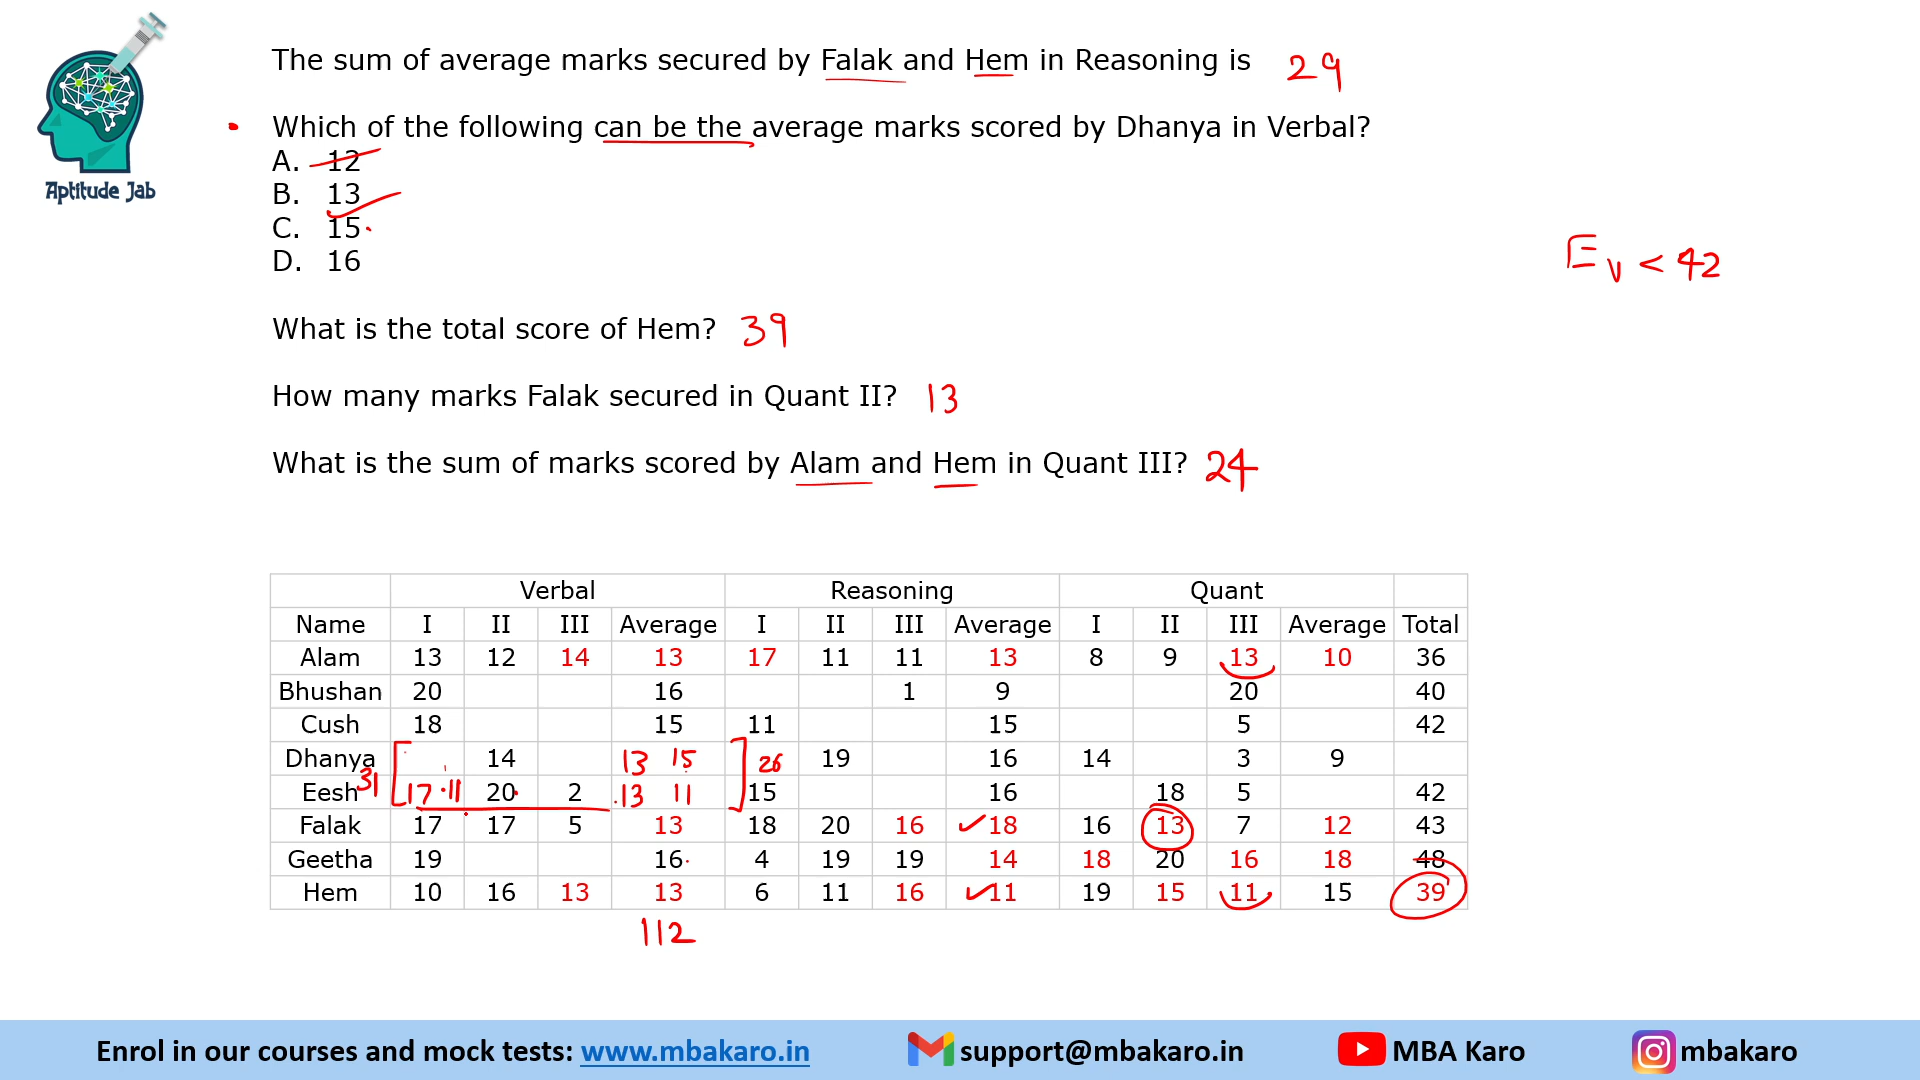 The sum of average marks secured by Falak and Hem in Reasoning is 29
Which of the following can be the average marks scored by Dhanya in Verbal?
A. 12
B. 13
C. 15
D. 16
E v < 42
What is the total score of Hem? 39
How many marks Falak secured in Quant II? 13
What is the sum of marks scored by Alam and Hem in Quant III? 24
Aptitude Jab
Verbal Reasoning Quant
Name I II III Average I II III Average I II III Average Total
Alam 13 12 14 13 17 11 11 13 8 9 13 10 36
Bhushan 20 16 1 9 20 40
Cush 18 15 11 15 5 42
Dhanya 14 13 15 26 19 16 14 3 9
Eesh 31 17 11 20 2 13 11 15 16 18 5 42
Falak 17 17 5 13 18 20 16 18 16 13 7 12 43
Geetha 19 16 4 19 19 14 18 20 16 18 48
Hem 10 16 13 13 6 11 16 11 19 15 11 15 39
112
Enrol in our courses and mock tests: www.mbakaro.in support@mbakaro.in MBA Karo mbakaro